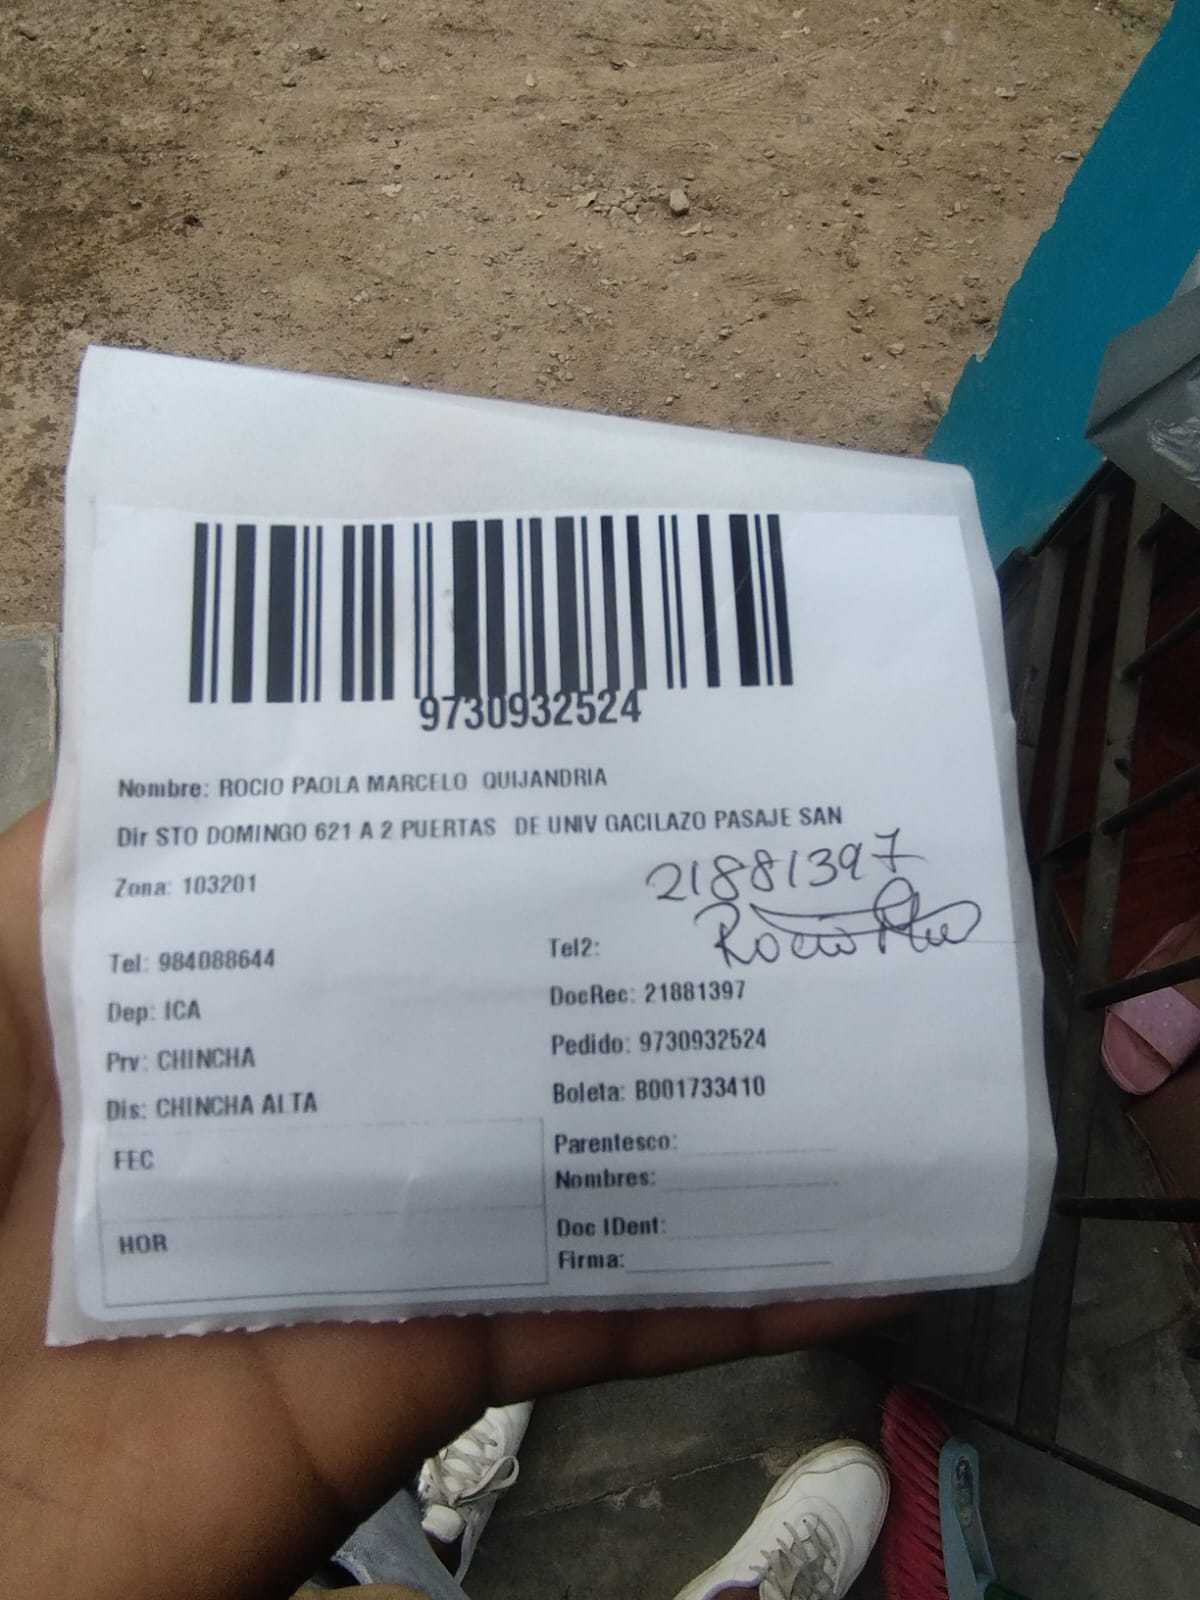 9730932524
Nombre: ROCIO PAOLA MARCELO QUIJANDRIA
Dir STO DOMINGO 621 A 2 PUERTAS DE UNIV GACILAZO PASAJE SAN
Zona: 103201
21881397
Rocio
Tel: 984088644
Tel2:
Dep: ICA
DocRec: 21881397
Prv: CHINCHA
Pedido: 9730932524
Dis: CHINCHA ALTA
Boleta: B001733410
FEC
Parentesco:
Nombres:
HOR
Doc IDent:
Firma: